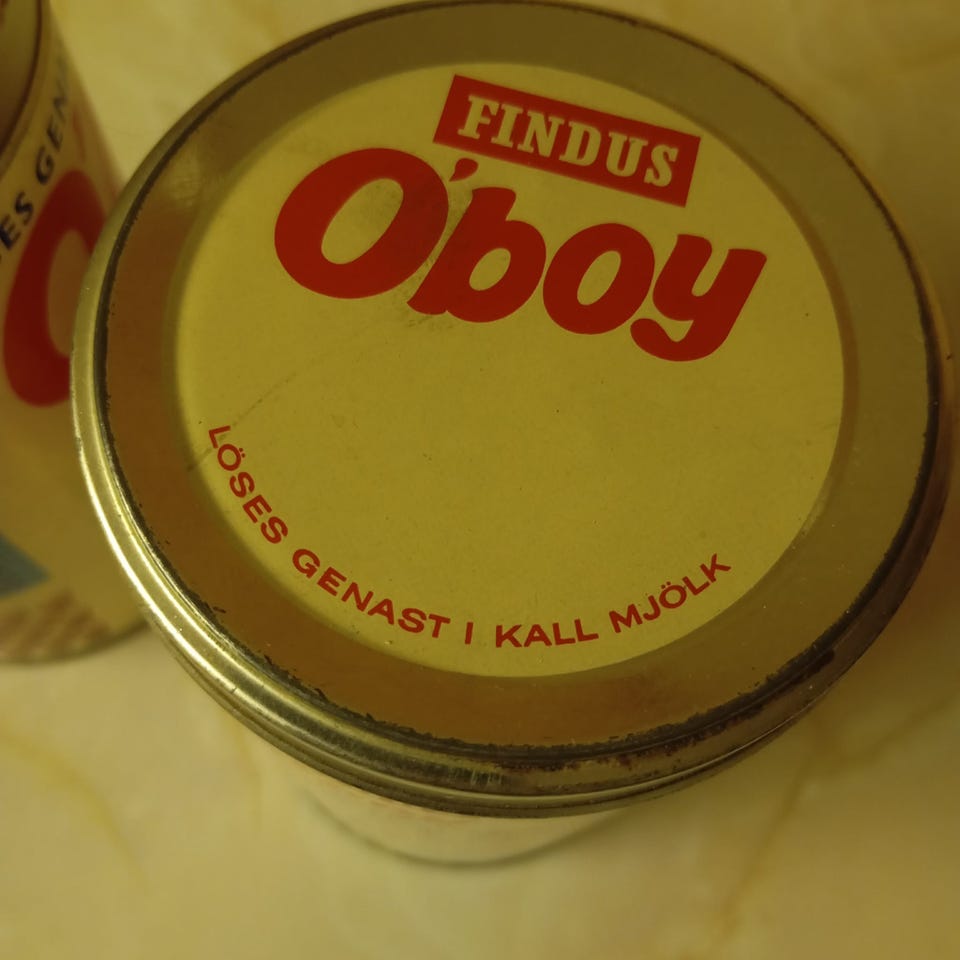 FINDUS
O'boy
LÖSES GENAST I KALL MJÖLK